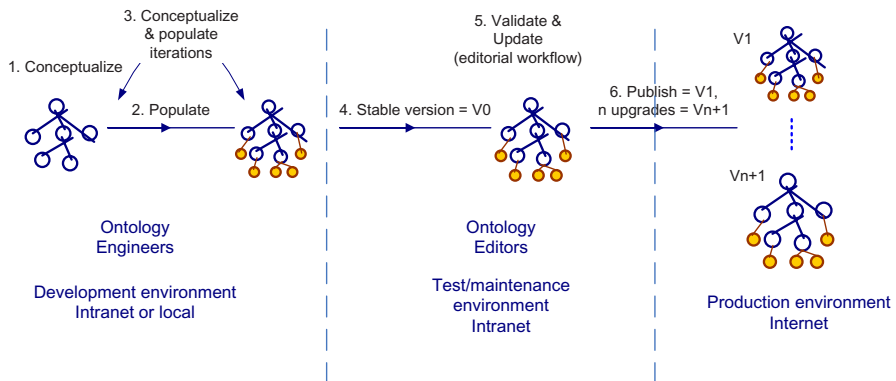 1. Conceptualize
3. Conceptualize
& populate
iterations
2. Populate
4. Stable version = V0
5. Validate &
Update
(editorial workflow)
6. Publish = V1,
n upgrades = Vn+1
V1
Vn+1
Ontology
Engineers
Development environment
Intranet or local
Ontology
Editors
Test/maintenance
environment
Intranet
Production environment
Internet